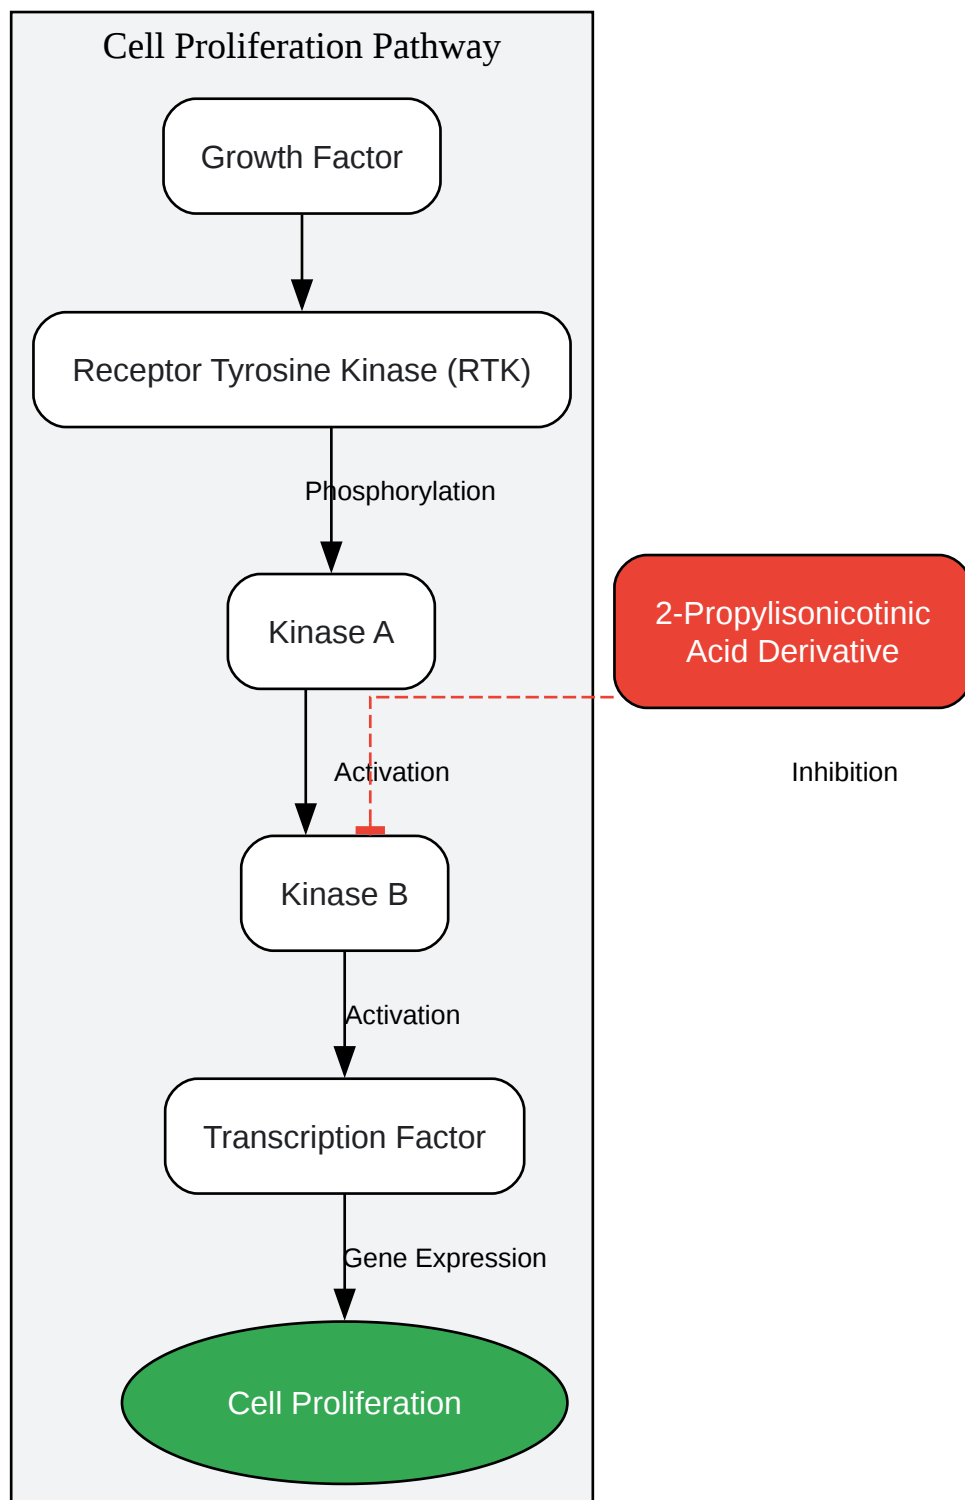 Cell Proliferation Pathway
Growth Factor
Receptor Tyrosine Kinase (RTK)
Phosphorylation
Kinase A
2-Propylisonicotinic
Acid Derivative
Activation
Inhibition
Kinase B
Activation
Transcription Factor
Gene Expression
Cell Proliferation